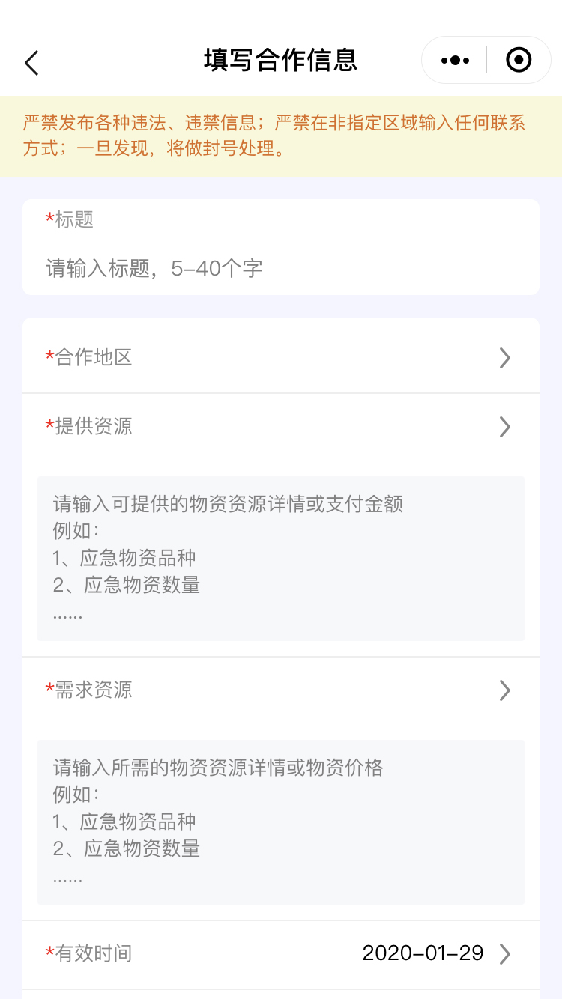 填写合作信息
严禁发布各种违法、违禁信息；严禁在非指定区域输入任何联系
方式；一旦发现，将做封号处理。
*标题
请输入标题，5-40个字
*合作地区
*提供资源
请输入可提供的物资资源详情或支付金额
例如：
1、应急物资品种
2、应急物资数量
......
*需求资源
请输入所需的物资资源详情或物资价格
例如：
1、应急物资品种
2、应急物资数量
......
*有效时间 2020-01-29